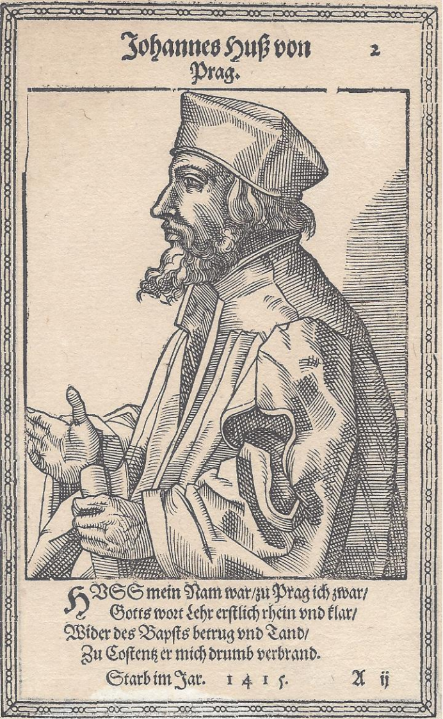 Johannes Huß von 2
Prag.
HVSS mein Nam war/zu Prag ich zwar/
Gotts wort Lehr erstlich rhein vnd klar/
Wider des Bapsts betrug vnd Tand/
Zu Costentz er mich drumb verbrand.
Starb im Jar. 1415. A ij